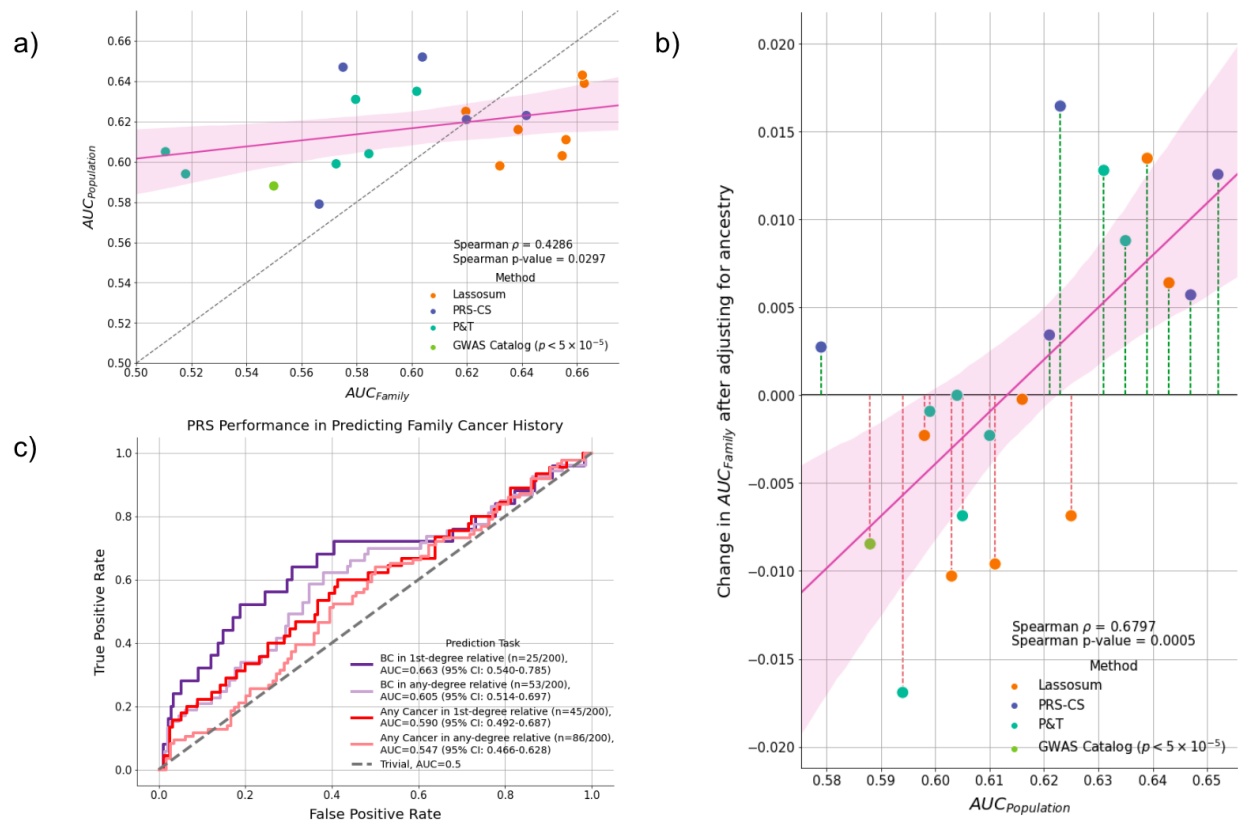 a)
AUC_Population
0.66
0.64
0.62
0.60
0.58
0.56
0.54
0.52
0.50
Spearman ρ = 0.4286
Spearman p-value = 0.0297
Method
Lassosum
PRS-CS
P&T
GWAS Catalog (p < 5 × 10⁻⁵)
0.50
0.52
0.54
0.56
0.58
0.60
0.62
0.64
0.66
AUC_Family
b)
Change in AUC_Family after adjusting for ancestry
0.020
0.015
0.010
0.005
0.000
−0.005
−0.010
−0.015
−0.020
Spearman ρ = 0.6797
Spearman p-value = 0.0005
Method
Lassosum
PRS-CS
P&T
GWAS Catalog (p < 5 × 10⁻⁵)
0.58
0.59
0.60
0.61
0.62
0.63
0.64
0.65
AUC_Population
c)
PRS Performance in Predicting Family Cancer History
True Positive Rate
1.0
0.8
0.6
0.4
0.2
0.0
Prediction Task
BC in 1st-degree relative (n=25/200),
AUC=0.663 (95% CI: 0.540-0.785)
BC in any-degree relative (n=53/200),
AUC=0.605 (95% CI: 0.514-0.697)
Any Cancer in 1st-degree relative (n=45/200),
AUC=0.590 (95% CI: 0.492-0.687)
Any Cancer in any-degree relative (n=86/200),
AUC=0.547 (95% CI: 0.466-0.628)
Trivial, AUC=0.5
0.0
0.2
0.4
0.6
0.8
1.0
False Positive Rate